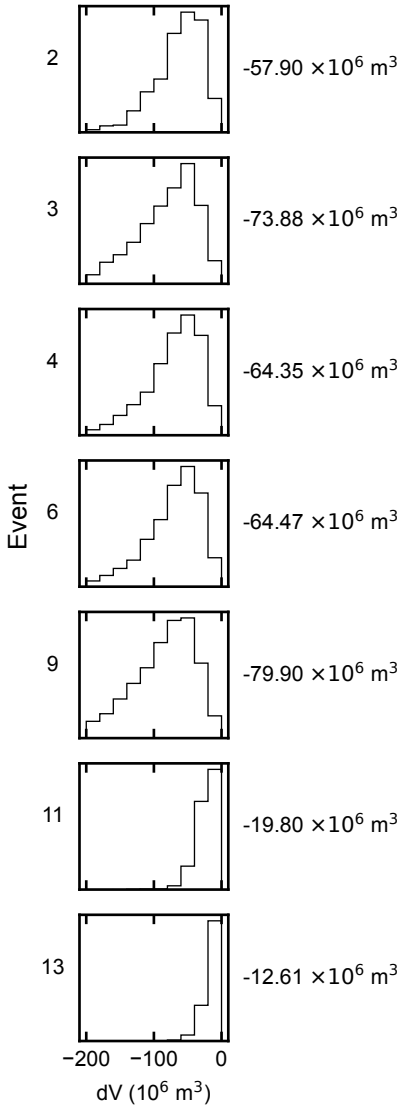 2
-57.90 ×10⁶ m³
3
-73.88 ×10⁶ m³
4
-64.35 ×10⁶ m³
Event
6
-64.47 ×10⁶ m³
9
-79.90 ×10⁶ m³
11
-19.80 ×10⁶ m³
13
-12.61 ×10⁶ m³
−200 −100 0
dV (10⁶ m³)